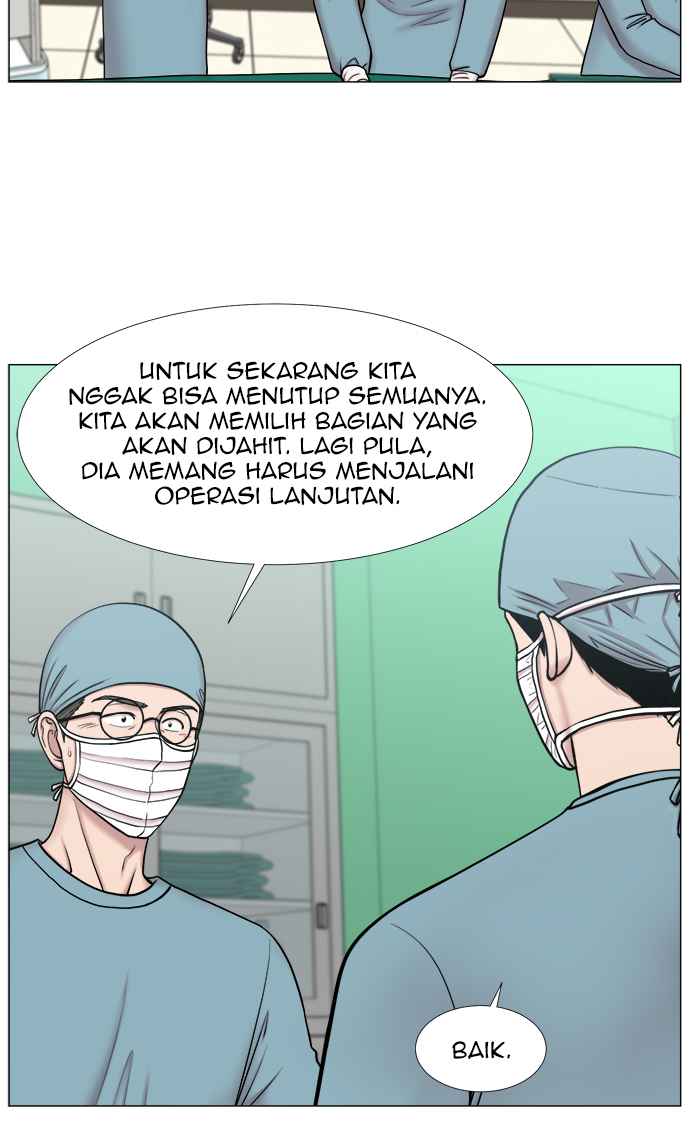 UNTUK SEKARANG KITA
NGGAK BISA MENUTUP SEMUANYA.
KITA AKAN MEMILIH BAGIAN YANG
AKAN DIJAHIT. LAGI PULA,
DIA MEMANG HARUS MENJALANI
OPERASI LANJUTAN.
BAIK.